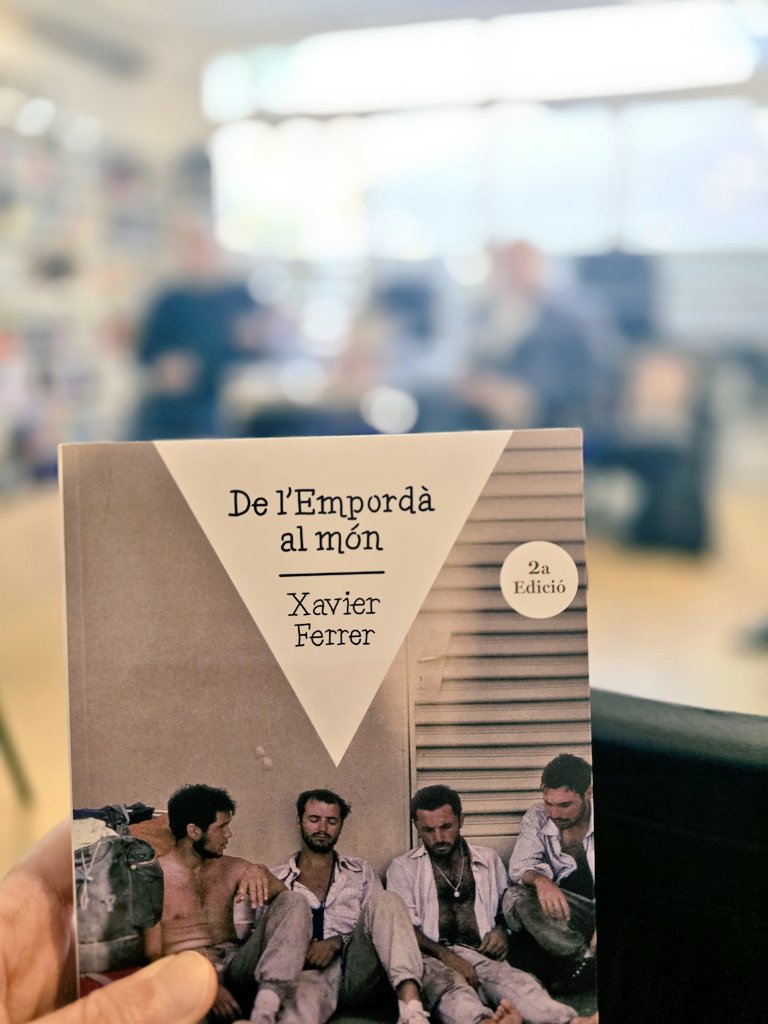 De l'Empordà
al món
Xavier
Ferrer
2a
Edició